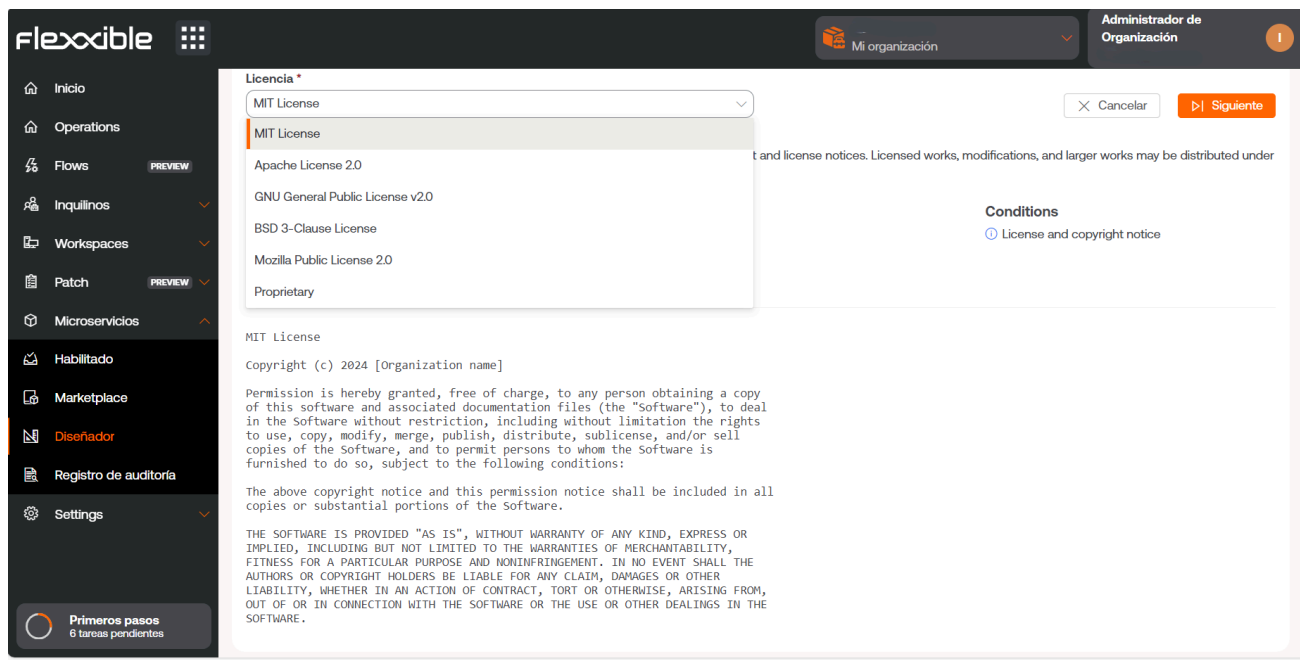 Flexxible
Mi organización
Administrador de
Organización
I
Inicio
Operations
Flows PREVIEW
Inquilinos
Workspaces
Patch PREVIEW
Microservicios
Habilitado
Marketplace
Diseñador
Registro de auditoría
Settings
Primeros pasos
6 tareas pendientes
Licencia *
MIT License
Cancelar
Siguiente
MIT License
Apache License 2.0
GNU General Public License v2.0
BSD 3-Clause License
Mozilla Public License 2.0
Proprietary
t and license notices. Licensed works, modifications, and larger works may be distributed under
Conditions
License and copyright notice
MIT License
Copyright (c) 2024 [Organization name]
Permission is hereby granted, free of charge, to any person obtaining a copy
of this software and associated documentation files (the "Software"), to deal
in the Software without restriction, including without limitation the rights
to use, copy, modify, merge, publish, distribute, sublicense, and/or sell
copies of the Software, and to permit persons to whom the Software is
furnished to do so, subject to the following conditions:
The above copyright notice and this permission notice shall be included in all
copies or substantial portions of the Software.
THE SOFTWARE IS PROVIDED "AS IS", WITHOUT WARRANTY OF ANY KIND, EXPRESS OR
IMPLIED, INCLUDING BUT NOT LIMITED TO THE WARRANTIES OF MERCHANTABILITY,
FITNESS FOR A PARTICULAR PURPOSE AND NONINFRINGEMENT. IN NO EVENT SHALL THE
AUTHORS OR COPYRIGHT HOLDERS BE LIABLE FOR ANY CLAIM, DAMAGES OR OTHER
LIABILITY, WHETHER IN AN ACTION OF CONTRACT, TORT OR OTHERWISE, ARISING FROM,
OUT OF OR IN CONNECTION WITH THE SOFTWARE OR THE USE OR OTHER DEALINGS IN THE
SOFTWARE.